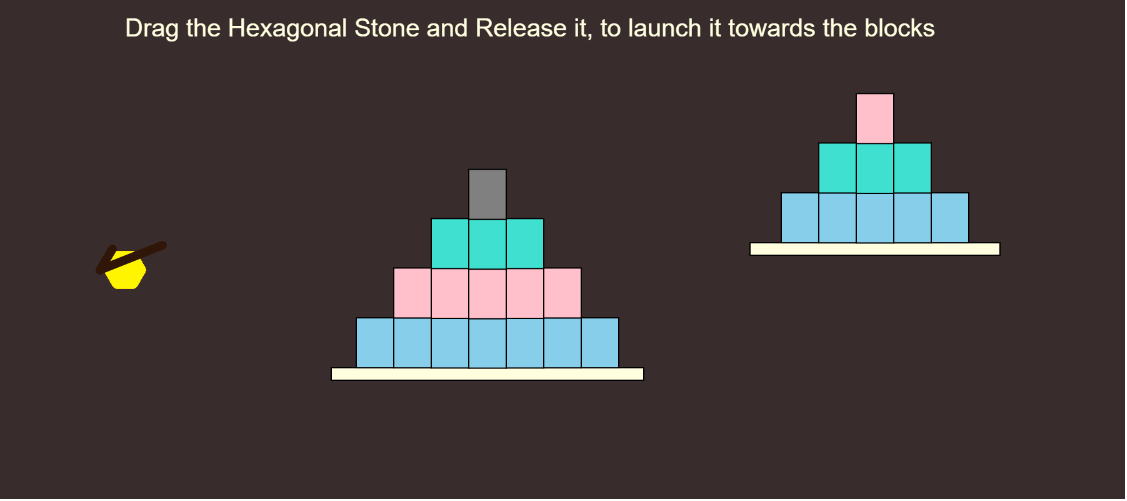 Drag the Hexagonal Stone and Release it, to launch it towards the blocks